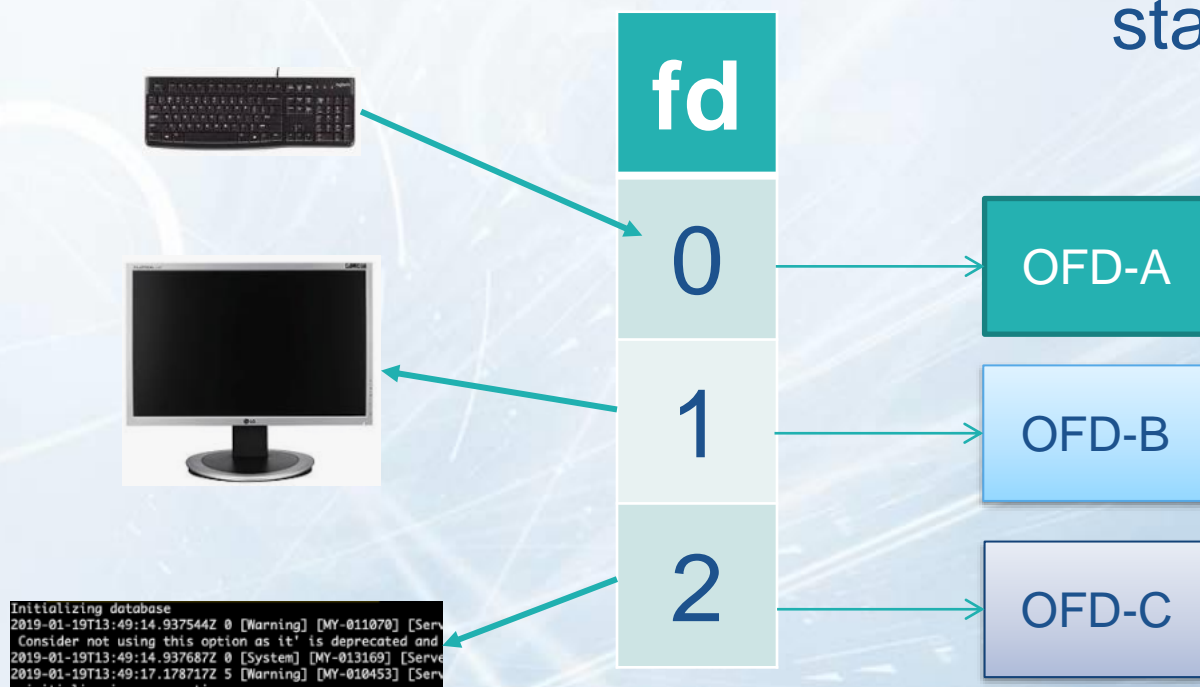 sta
fd
0
OFD-A
1
OFD-B
2
OFD-C
Initializing database
2019-01-19T13:49:14.937544Z 0 [Warning] [MY-011070] [Serv
Consider not using this option as it' is deprecated and
2019-01-19T13:49:14.937687Z 0 [System] [MY-013169] [Serve
2019-01-19T13:49:17.178717Z 5 [Warning] [MY-010453] [Serv